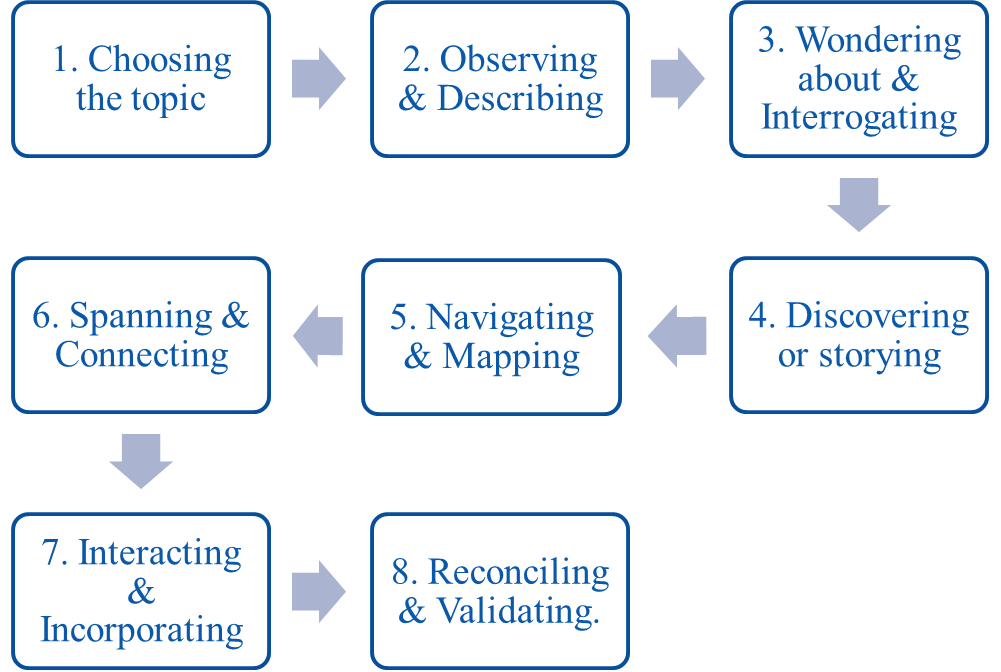 1. Choosing
the topic
2. Observing
& Describing
3. Wondering
about &
Interrogating
4. Discovering
or storying
5. Navigating
& Mapping
6. Spanning &
Connecting
7. Interacting
&
Incorporating
8. Reconciling
& Validating.